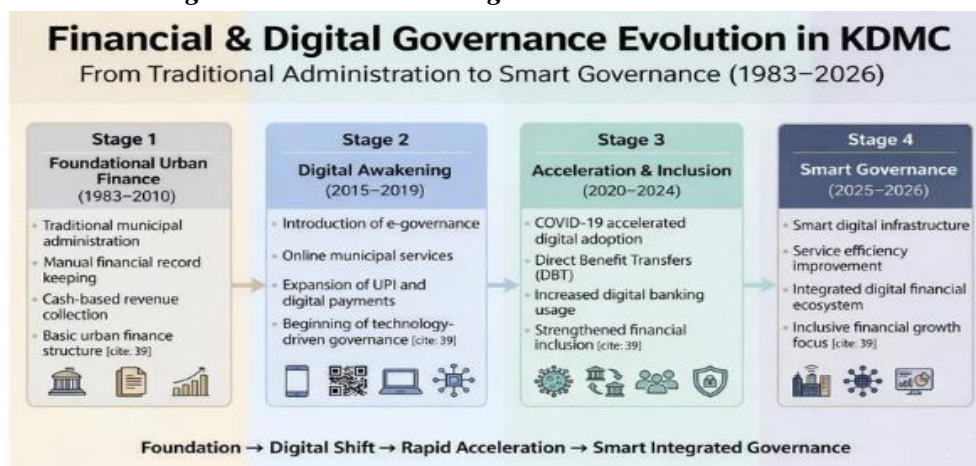 Financial & Digital Governance Evolution in KDMC
From Traditional Administration to Smart Governance (1983–2026)
Stage 1
Foundational Urban
Finance
(1983–2010)
Traditional municipal
administration
Manual financial record
keeping
Cash-based revenue
collection
Basic urban finance
structure [cite: 39]
Stage 2
Digital Awakening
(2015–2019)
Introduction of e-governance
Online municipal services
Expansion of UPI and
digital payments
Beginning of technology-
driven governance [cite: 39]
Stage 3
Acceleration & Inclusion
(2020–2024)
COVID-19 accelerated
digital adoption
Direct Benefit Transfers
(DBT)
Increased digital banking
usage
Strengthened financial
inclusion [cite: 39]
Stage 4
Smart Governance
(2025–2026)
Smart digital infrastructure
Service efficiency
improvement
Integrated digital financial
ecosystem
Inclusive financial growth
focus [cite: 39]
Foundation → Digital Shift → Rapid Acceleration → Smart Integrated Governance